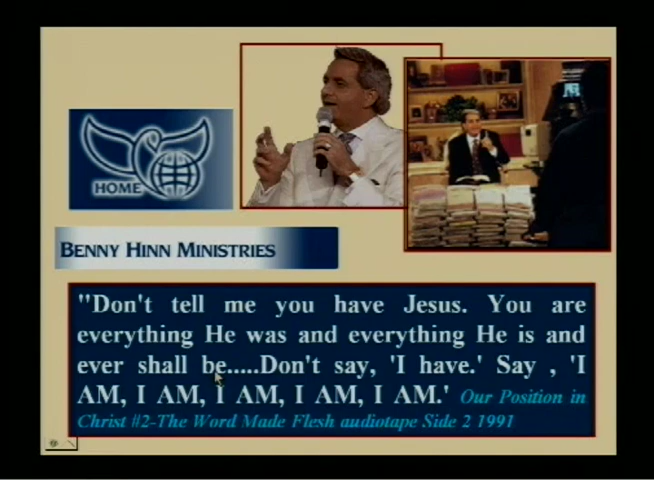 HOME
BENNY HINN MINISTRIES
"Don't tell me you have Jesus. You are
everything He was and everything He is and
ever shall be.....Don't say, 'I have.' Say , 'I
AM, I AM, I AM, I AM, I AM.' Our Position in
Christ #2-The Word Made Flesh audiotape Side 2 1991